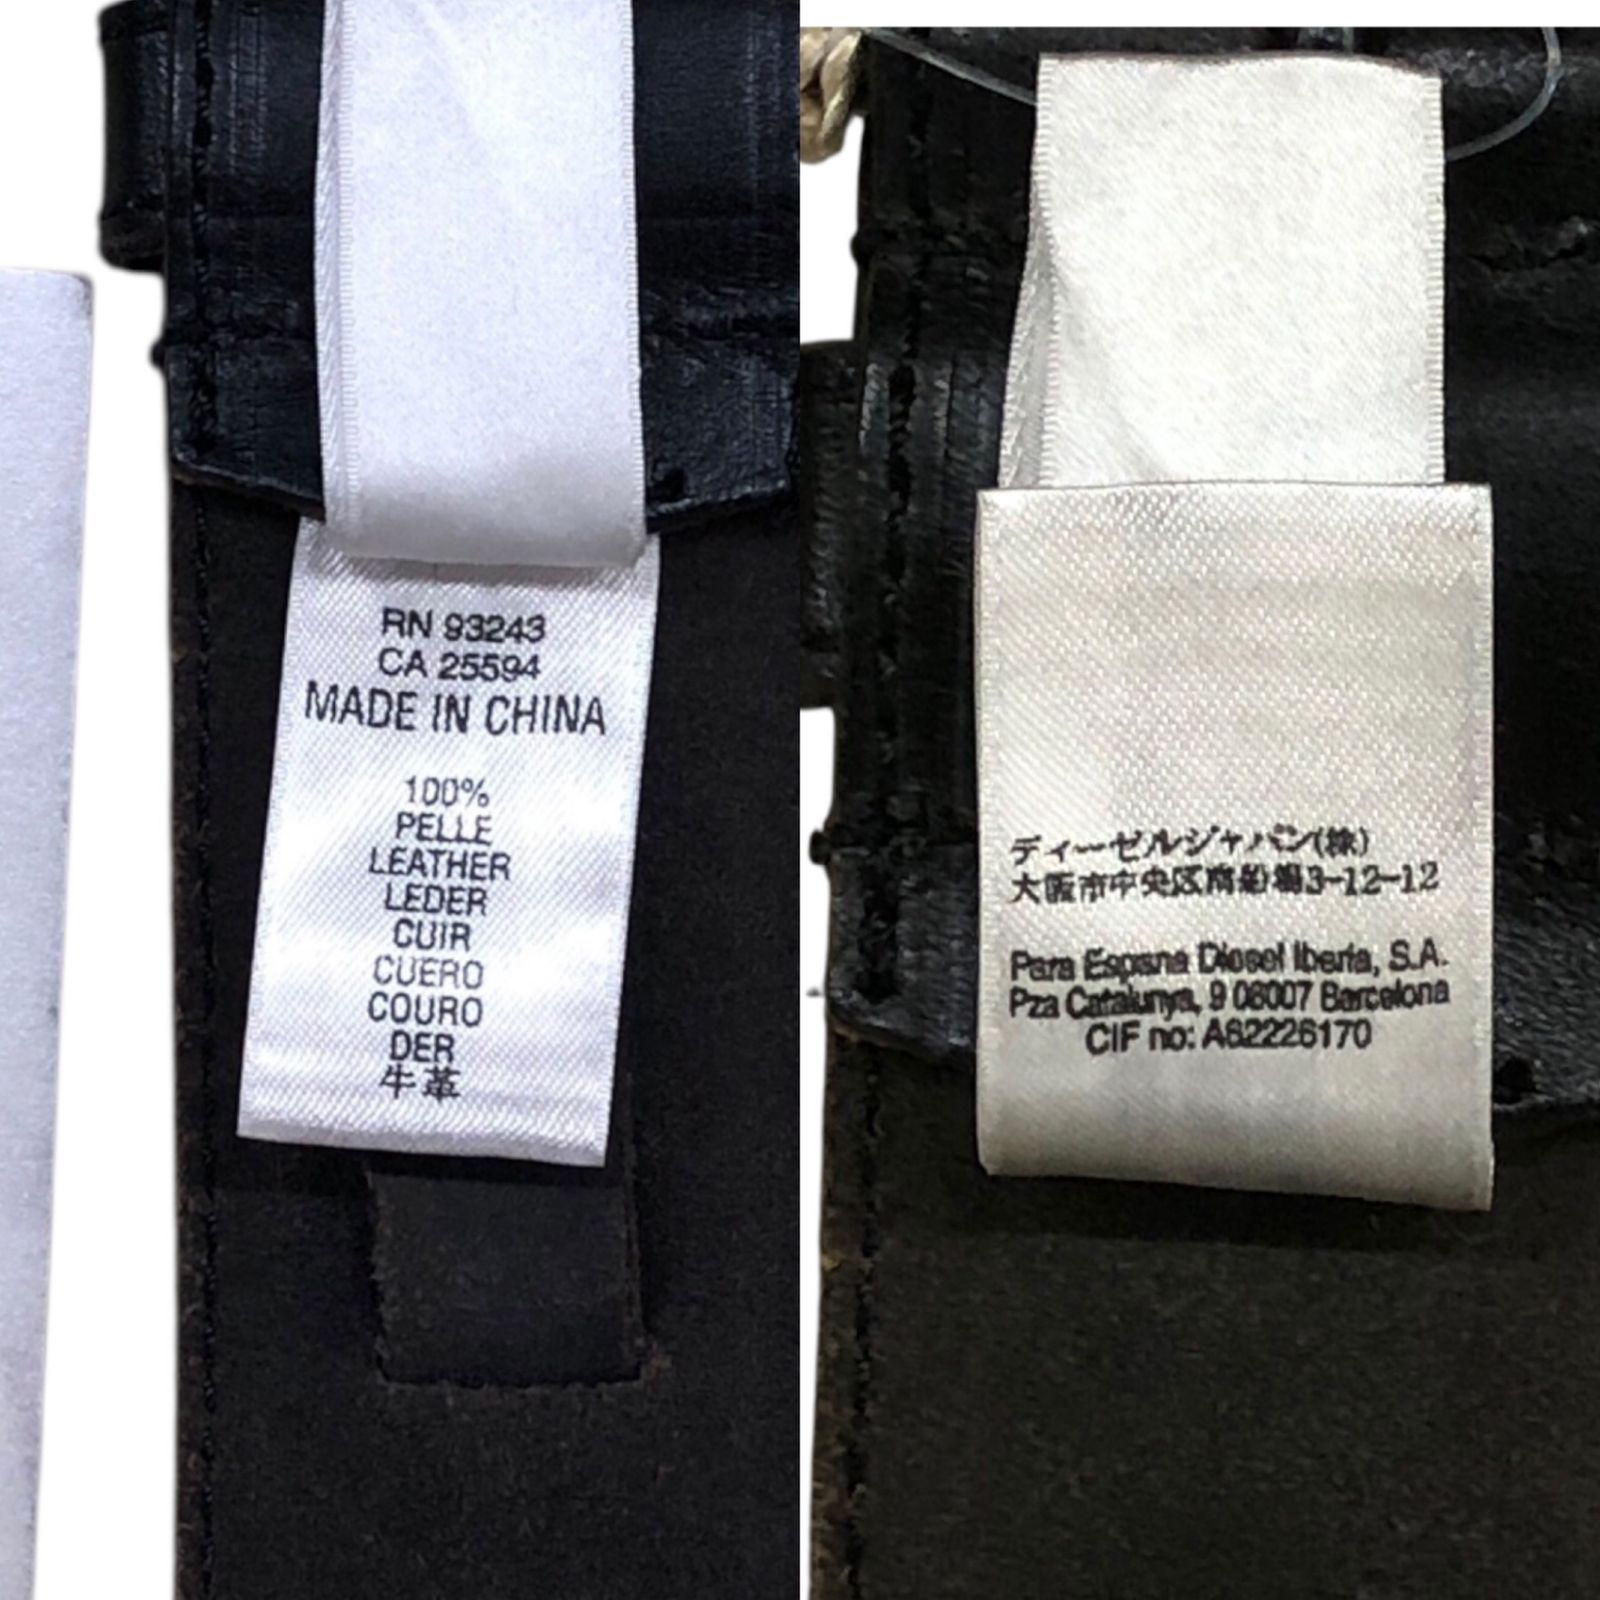 RN 93243
CA 25594
MADE IN CHINA
100%
PELLE
LEATHER
LEDER
CUIR
CUERO
COURO
DER
牛革
ディーゼルジャパン(株)
大阪市中央区南船場3-12-12
Para Espana Diesel Iberia, S.A.
Pza Catalunya, 9 08007 Barcelona
CIF no: A62226170